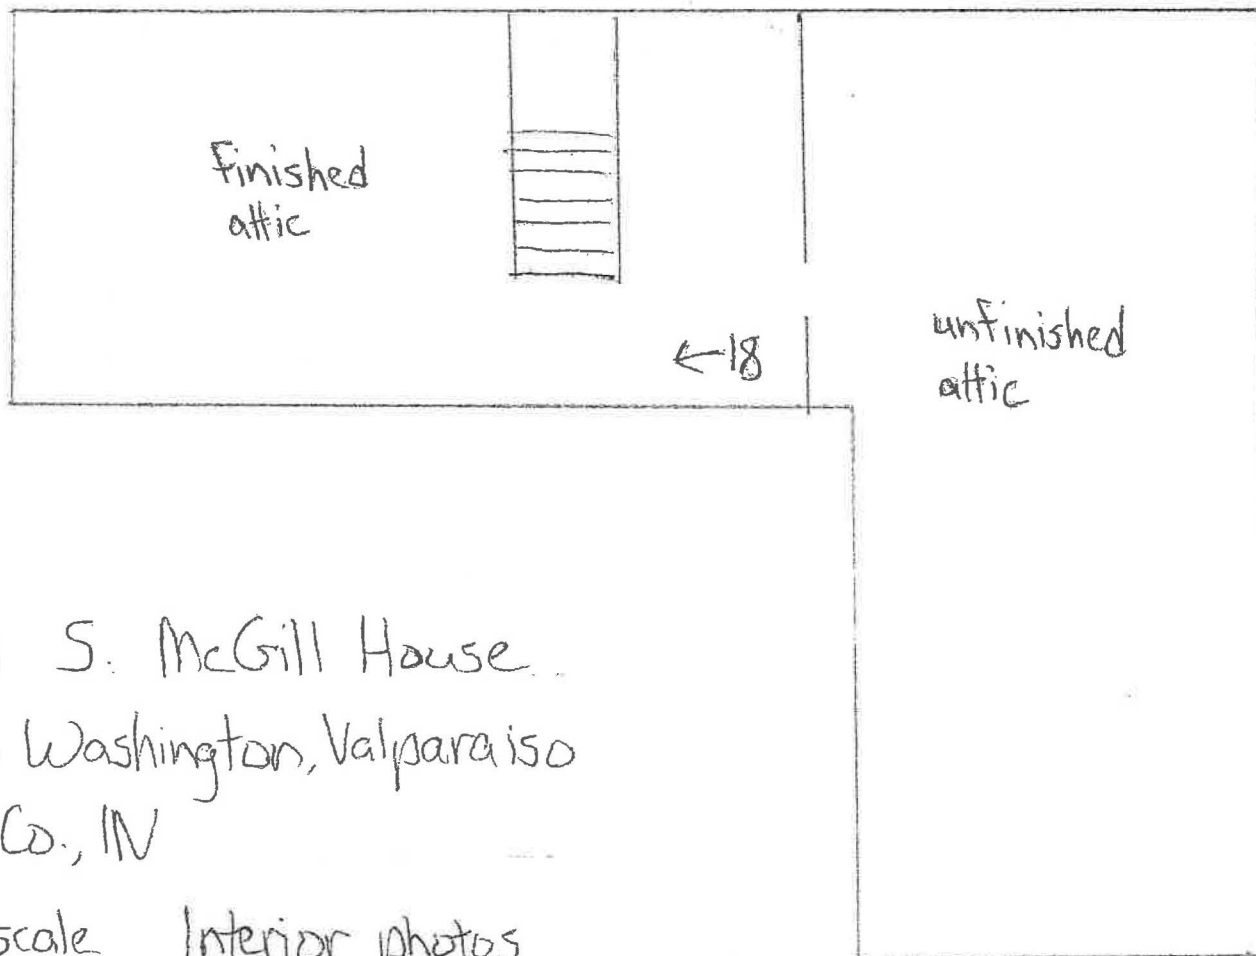 Finished
attic
←18
unfinished
attic
S. McGill House
Washington, Valparaiso
Co., IN
scale Interior photos